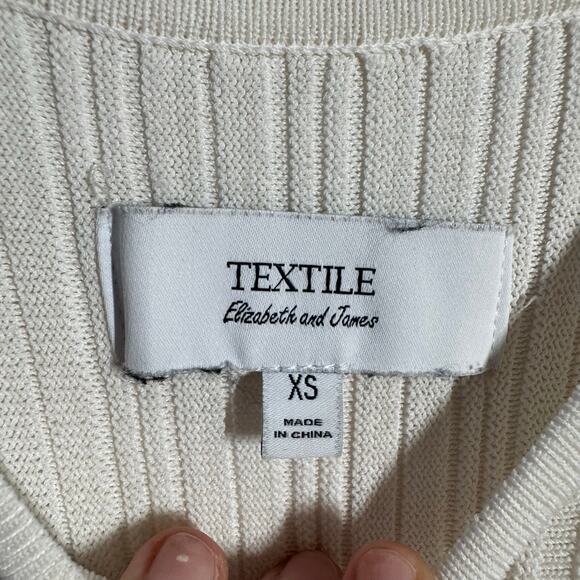 TEXTILE
Elizabeth and James
XS
MADE
IN CHINA